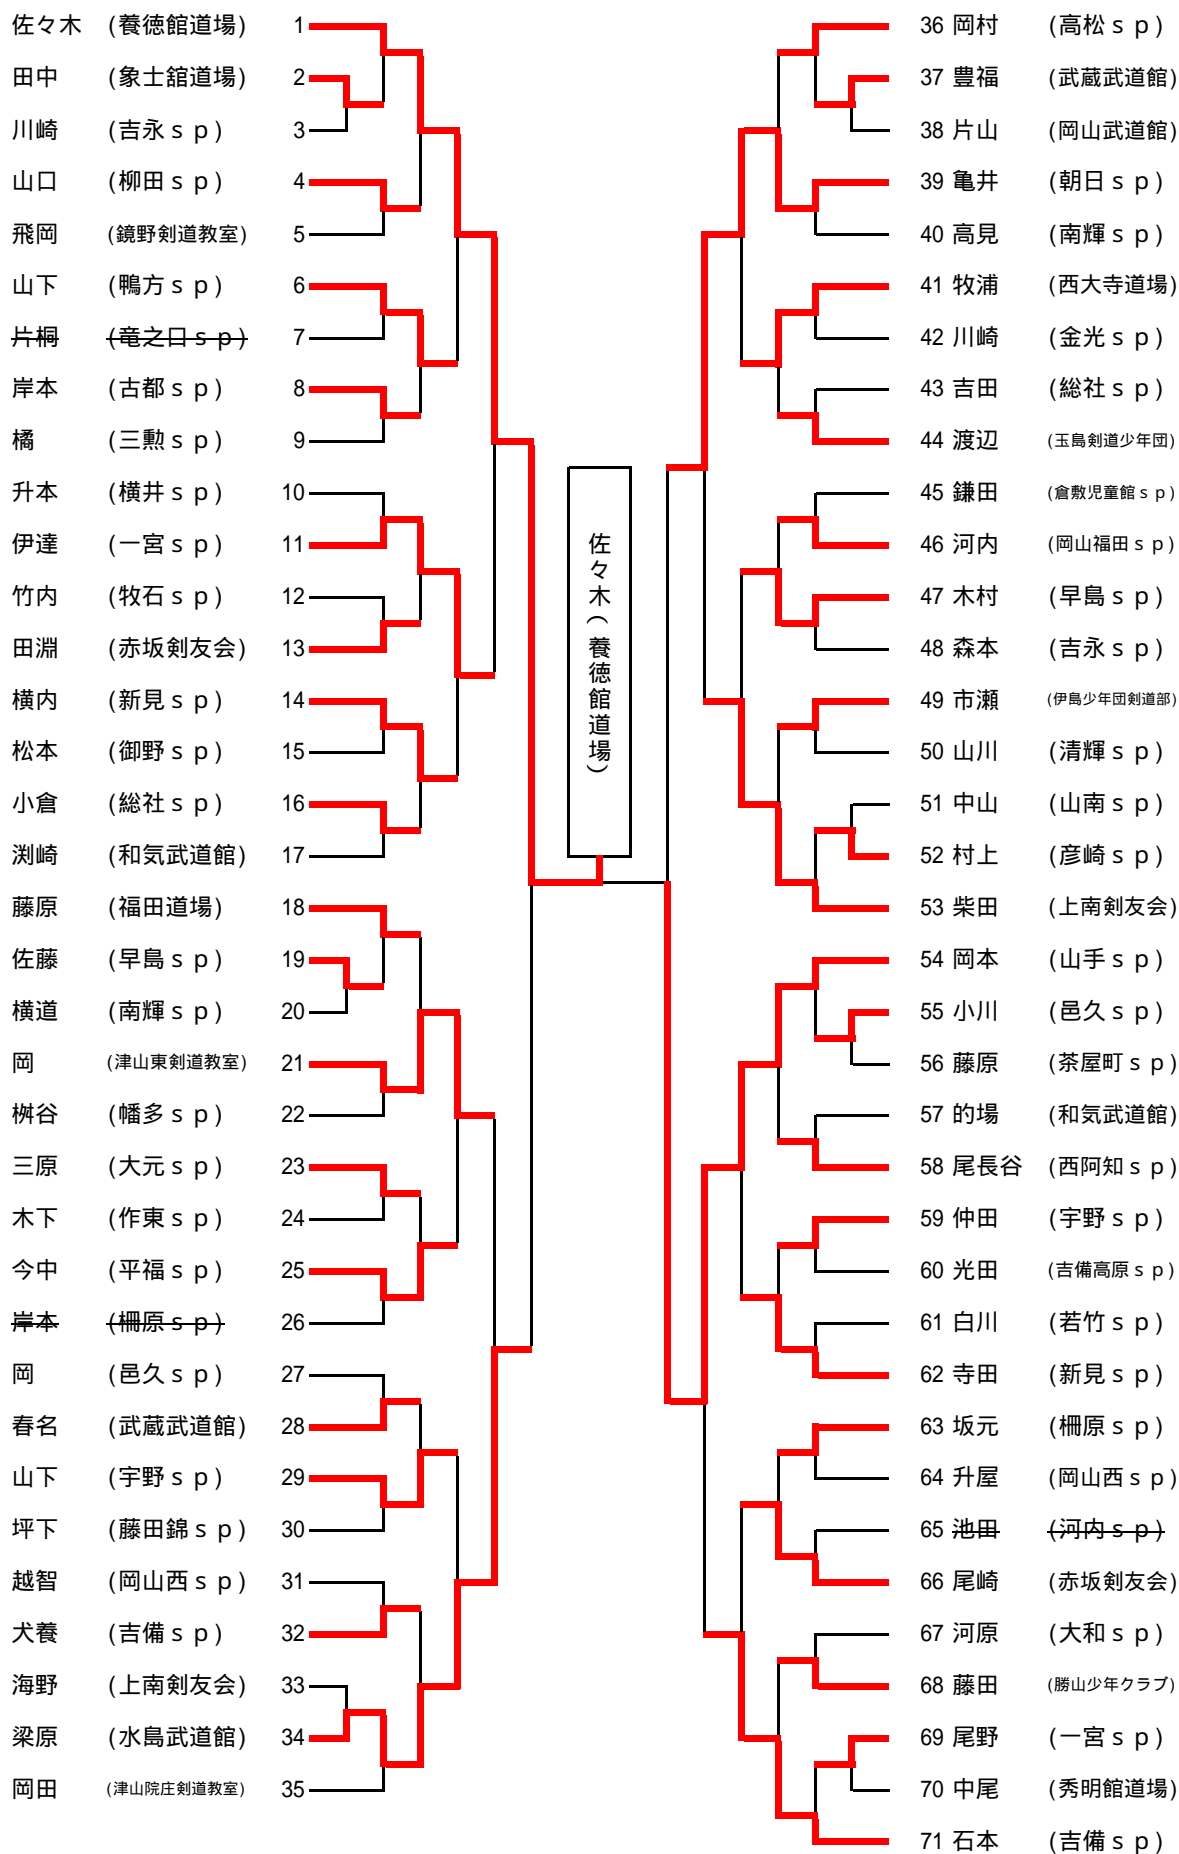 佐々木 (養徳館道場) 1
田中 (象士舘道場) 2
川崎 (吉永ｓｐ) 3
山口 (柳田ｓｐ) 4
飛岡 (鏡野剣道教室) 5
山下 (鴨方ｓｐ) 6
片桐 (竜之口ｓｐ) 7
岸本 (古都ｓｐ) 8
橘 (三勲ｓｐ) 9
升本 (横井ｓｐ) 10
伊達 (一宮ｓｐ) 11
竹内 (牧石ｓｐ) 12
田淵 (赤坂剣友会) 13
横内 (新見ｓｐ) 14
松本 (御野ｓｐ) 15
小倉 (総社ｓｐ) 16
渕崎 (和気武道館) 17
藤原 (福田道場) 18
佐藤 (早島ｓｐ) 19
横道 (南輝ｓｐ) 20
岡 (津山東剣道教室) 21
桝谷 (幡多ｓｐ) 22
三原 (大元ｓｐ) 23
木下 (作東ｓｐ) 24
今中 (平福ｓｐ) 25
岸本 (柵原ｓｐ) 26
岡 (邑久ｓｐ) 27
春名 (武蔵武道館) 28
山下 (宇野ｓｐ) 29
坪下 (藤田錦ｓｐ) 30
越智 (岡山西ｓｐ) 31
犬養 (吉備ｓｐ) 32
海野 (上南剣友会) 33
梁原 (水島武道館) 34
岡田 (津山院庄剣道教室) 35
佐々木(養徳館道場)
36 岡村 (高松ｓｐ)
37 豊福 (武蔵武道館)
38 片山 (岡山武道館)
39 亀井 (朝日ｓｐ)
40 高見 (南輝ｓｐ)
41 牧浦 (西大寺道場)
42 川崎 (金光ｓｐ)
43 吉田 (総社ｓｐ)
44 渡辺 (玉島剣道少年団)
45 鎌田 (倉敷児童館ｓｐ)
46 河内 (岡山福田ｓｐ)
47 木村 (早島ｓｐ)
48 森本 (吉永ｓｐ)
49 市瀬 (伊島少年団剣道部)
50 山川 (清輝ｓｐ)
51 中山 (山南ｓｐ)
52 村上 (彦崎ｓｐ)
53 柴田 (上南剣友会)
54 岡本 (山手ｓｐ)
55 小川 (邑久ｓｐ)
56 藤原 (茶屋町ｓｐ)
57 的場 (和気武道館)
58 尾長谷 (西阿知ｓｐ)
59 仲田 (宇野ｓｐ)
60 光田 (吉備高原ｓｐ)
61 白川 (若竹ｓｐ)
62 寺田 (新見ｓｐ)
63 坂元 (柵原ｓｐ)
64 升屋 (岡山西ｓｐ)
65 池田 (河内ｓｐ)
66 尾崎 (赤坂剣友会)
67 河原 (大和ｓｐ)
68 藤田 (勝山少年クラブ)
69 尾野 (一宮ｓｐ)
70 中尾 (秀明館道場)
71 石本 (吉備ｓｐ)